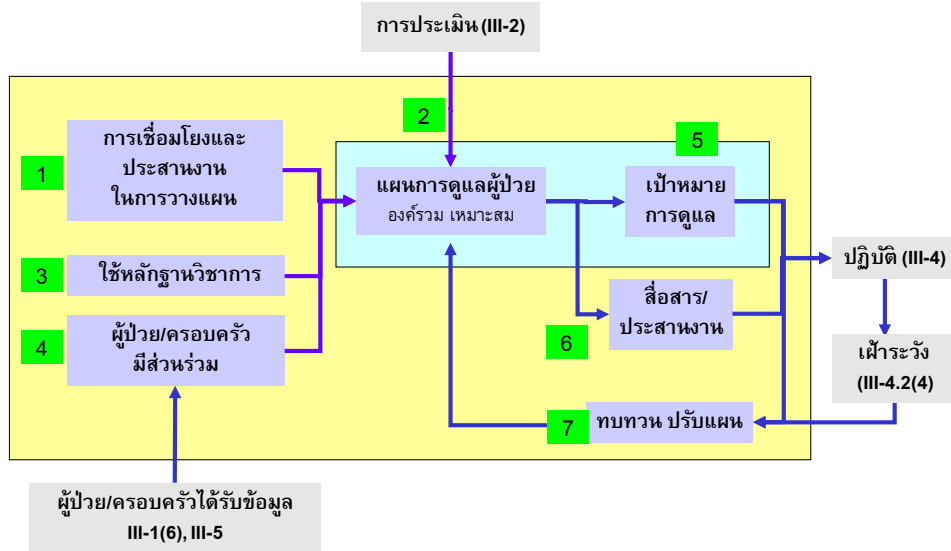 การประเมิน (III-2)
2
5
1
การเชื่อมโยงและ
ประสานงาน
ในการวางแผน
แผนการดูแลผู้ป่วย
องค์รวม เหมาะสม
เป้าหมาย
การดูแล
3
ใช้หลักฐานวิชาการ
ปฏิบัติ (III-4)
4
ผู้ป่วย/ครอบครัว
มีส่วนร่วม
6
สื่อสาร/
ประสานงาน
เฝ้าระวัง
(III-4.2(4)
7
ทบทวน ปรับแผน
ผู้ป่วย/ครอบครัวได้รับข้อมูล
III-1(6), III-5